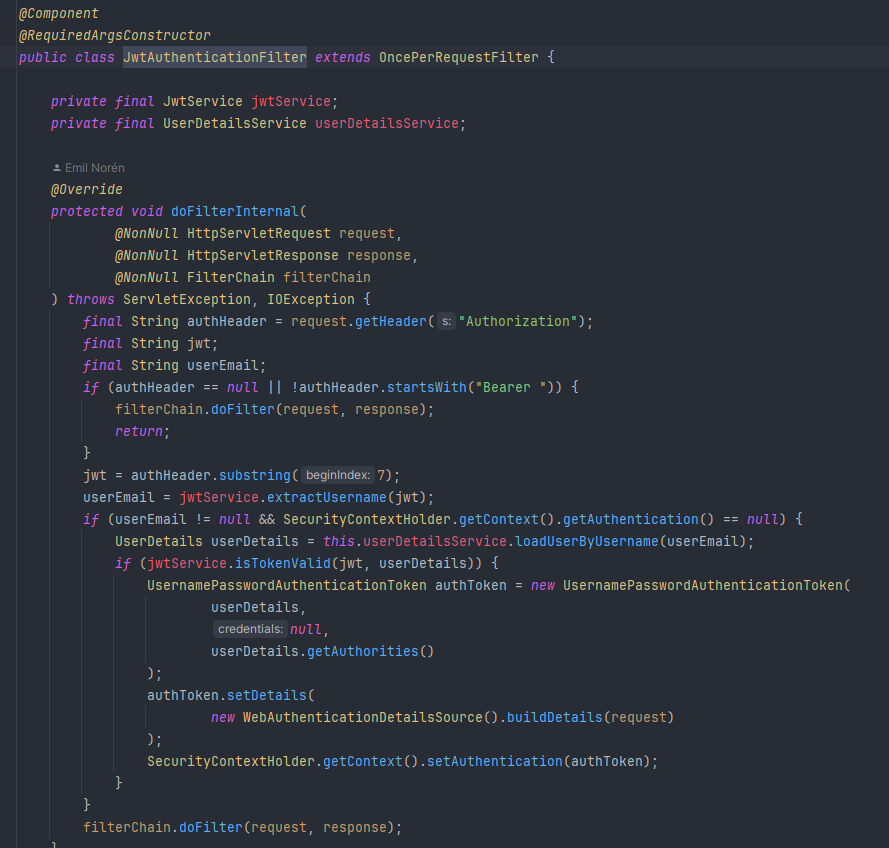 @Component
@RequiredArgsConstructor
public class JwtAuthenticationFilter extends OncePerRequestFilter {
private final JwtService jwtService;
private final UserDetailsService userDetailsService;
Emil Norén
@Override
protected void doFilterInternal(
@NonNull HttpServletRequest request,
@NonNull HttpServletResponse response,
@NonNull FilterChain filterChain
) throws ServletException, IOException {
final String authHeader = request.getHeader( s: "Authorization");
final String jwt;
final String userEmail;
if (authHeader == null || !authHeader.startsWith("Bearer ")) {
filterChain.doFilter(request, response);
return;
}
jwt = authHeader.substring( beginIndex: 7);
userEmail = jwtService.extractUsername(jwt);
if (userEmail != null && SecurityContextHolder.getContext().getAuthentication() == null) {
UserDetails userDetails = this.userDetailsService.loadUserByUsername(userEmail);
if (jwtService.isTokenValid(jwt, userDetails)) {
UsernamePasswordAuthenticationToken authToken = new UsernamePasswordAuthenticationToken(
userDetails,
credentials: null,
userDetails.getAuthorities()
);
authToken.setDetails(
new WebAuthenticationDetailsSource().buildDetails(request)
);
SecurityContextHolder.getContext().setAuthentication(authToken);
}
}
filterChain.doFilter(request, response);